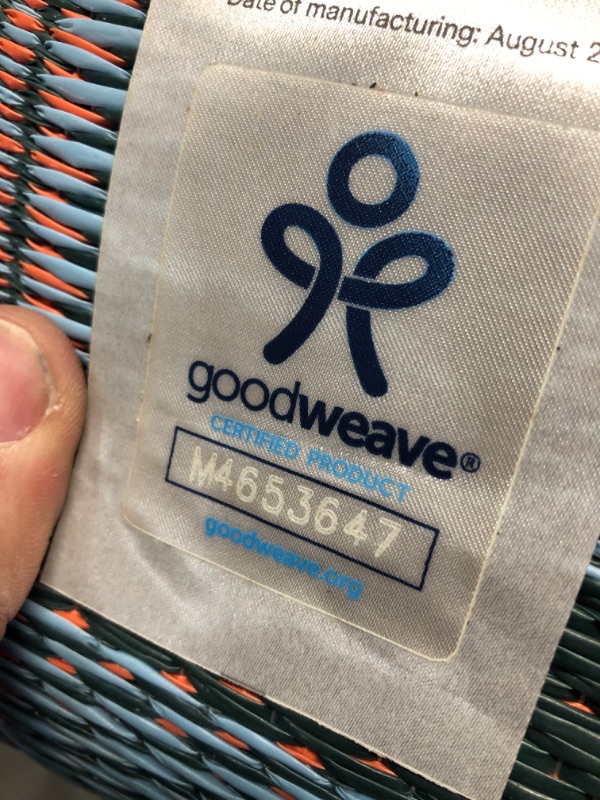 Date of manufacturing: August
goodweave®
CERTIFIED PRODUCT
M4653647
goodweave.org